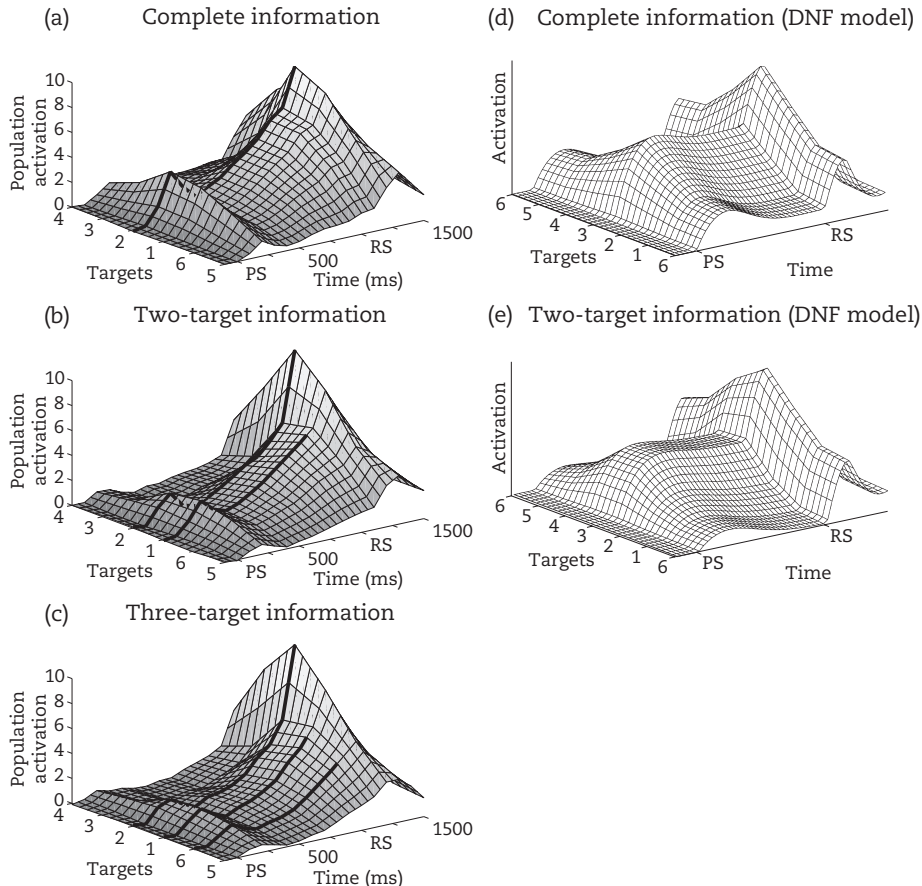 (a) Complete information
Population activation
10
8
6
4
2
0
4
3
2
1
6
5
Targets
PS
500
RS
1500
Time (ms)
(d) Complete information (DNF model)
Activation
6
5
4
3
2
1
6
Targets
PS
RS
Time
(b) Two-target information
Population activation
10
8
6
4
2
0
4
3
2
1
6
5
Targets
PS
500
RS
1500
Time (ms)
(e) Two-target information (DNF model)
Activation
6
5
4
3
2
1
6
Targets
PS
RS
Time
(c) Three-target information
Population activation
10
8
6
4
2
0
4
3
2
1
6
5
Targets
PS
500
RS
1500
Time (ms)